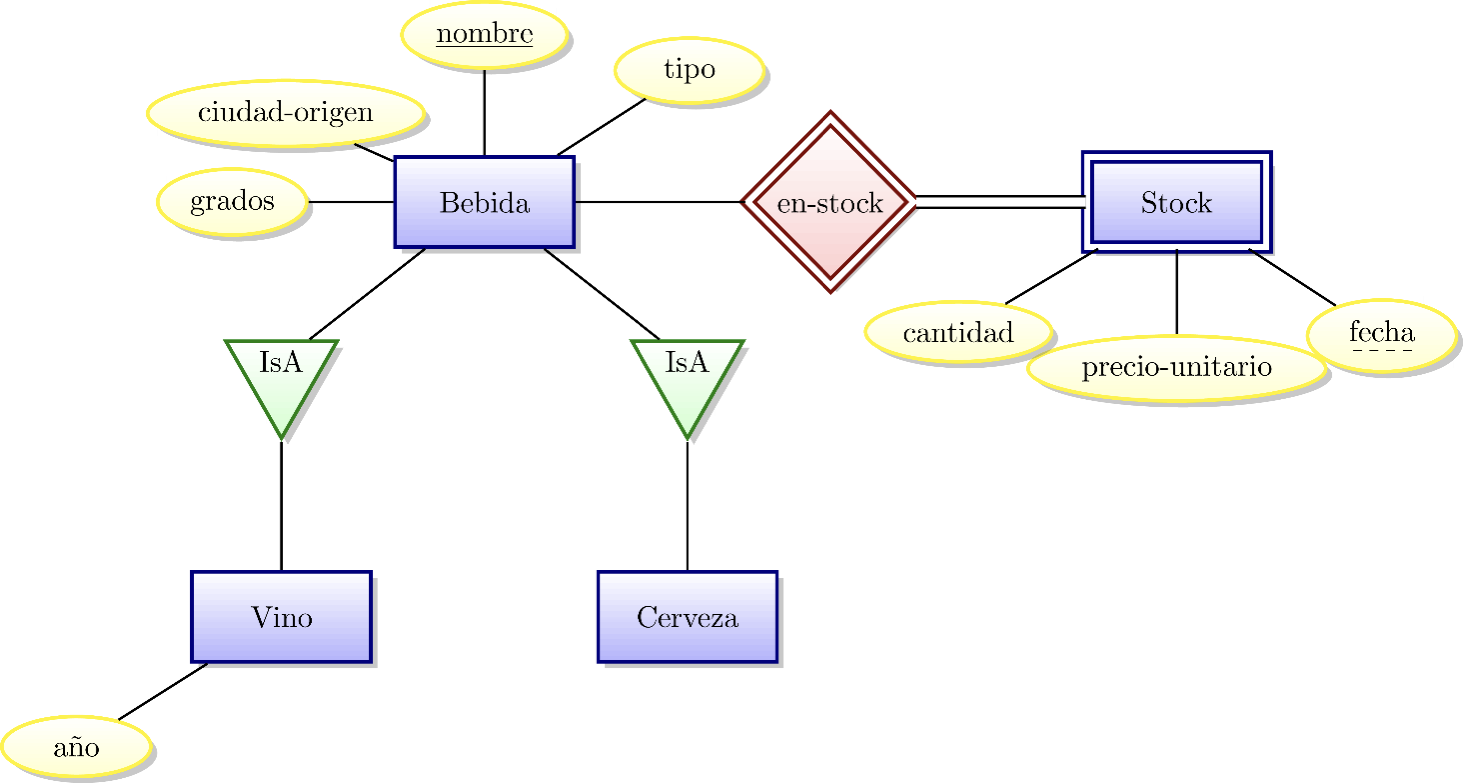 nombre
tipo
ciudad-origen
grados
Bebida
en-stock
Stock
cantidad
precio-unitario
fecha
IsA
IsA
Vino
Cerveza
año